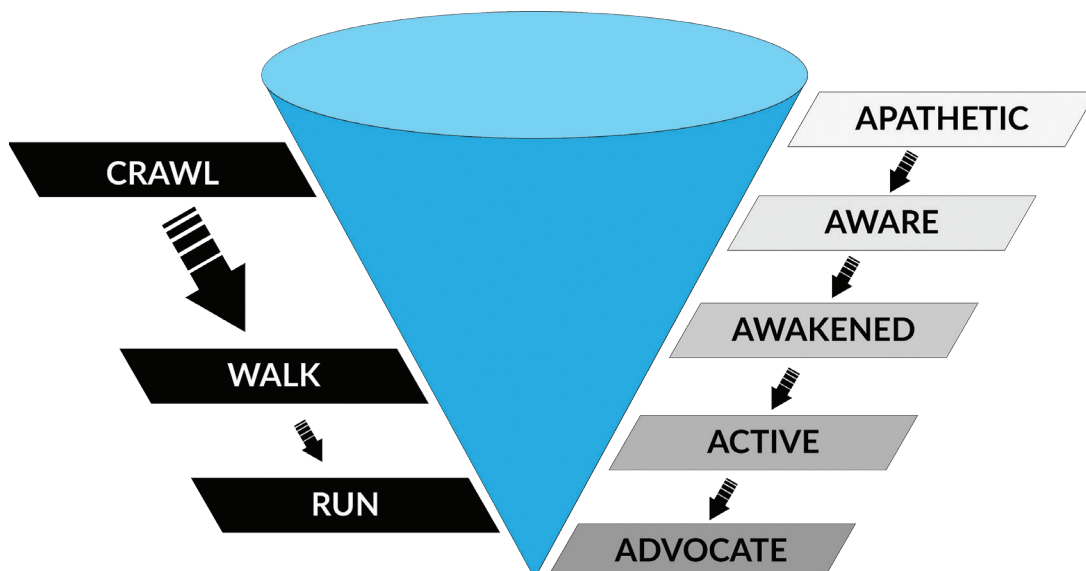 CRAWL
WALK
RUN
APATHETIC
AWARE
AWAKENED
ACTIVE
ADVOCATE